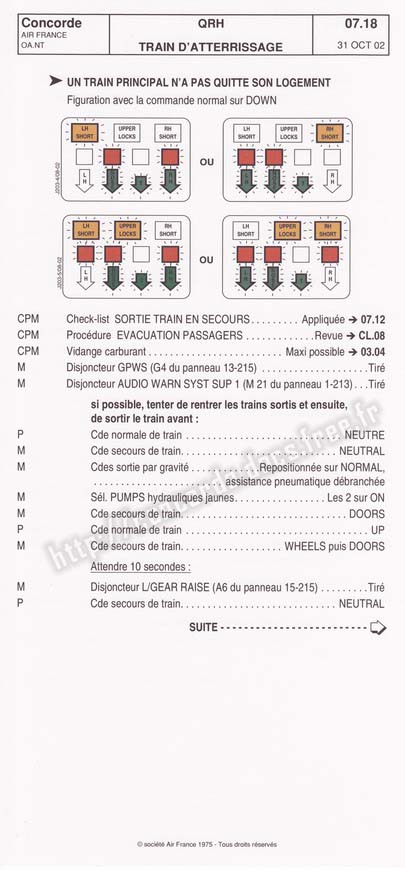 Concorde
AIR FRANCE
OA.NT
QRH
TRAIN D'ATTERRISSAGE
07.18
31 OCT 02
➤ UN TRAIN PRINCIPAL N'A PAS QUITTE SON LOGEMENT
Figuration avec la commande normal sur DOWN
LH SHORT
UPPER LOCKS
RH SHORT
LH
J203-4/08-02
OU
LH SHORT
UPPER LOCKS
RH SHORT
RH
LH SHORT
UPPER LOCKS
RH SHORT
LH
J203-5/08-02
OU
LH SHORT
UPPER LOCKS
RH SHORT
RH
CPM Check-list SORTIE TRAIN EN SECOURS . . . . . . . . . Appliquée ➔ 07.12
CPM Procédure EVACUATION PASSAGERS . . . . . . . . . . . Revue ➔ CL.08
CPM Vidange carburant . . . . . . . . . . . . . . . . . . . Maxi possible ➔ 03.04
M Disjoncteur GPWS (G4 du panneau 13-215) . . . . . . . . . . . . . . . . Tiré
M Disjoncteur AUDIO WARN SYST SUP 1 (M 21 du panneau 1-213) . . . Tiré
si possible, tenter de rentrer les trains sortis et ensuite,
de sortir le train avant :
P Cde normale de train . . . . . . . . . . . . . . . . . . . . . . NEUTRE
M Cde secours de train. . . . . . . . . . . . . . . . . . . . . . NEUTRAL
M Cdes sortie par gravité . . . . . . . . . . Repositionnée sur NORMAL,
. . . . . . . . . . . . . . . . assistance pneumatique débranchée
M Sél. PUMPS hydrauliques jaunes. . . . . . . . . . . . . . Les 2 sur ON
M Cde secours de train. . . . . . . . . . . . . . . . . . . . . . DOORS
P Cde normale de train . . . . . . . . . . . . . . . . . . . . . . . . UP
M Cde secours de train. . . . . . . . . . . . . . WHEELS puis DOORS
Attendre 10 secondes :
M Disjoncteur L/GEAR RAISE (A6 du panneau 15-215) . . . . . . . . . Tiré
P Cde secours de train. . . . . . . . . . . . . . . . . . . . . . NEUTRAL
SUITE - - - - - - - - - - - - - - - - - - - - - - -
© société Air France 1975 - Tous droits réservés